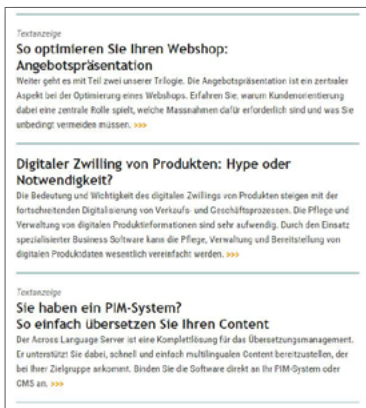 Textanzeige
So optimieren Sie Ihren Webshop:
Angebotspräsentation
Weiter geht es mit Teil zwei unserer Trilogie. Die Angebotspräsentation ist ein zentraler
Aspekt bei der Optimierung eines Webshops. Erfahren Sie, warum Kundenorientierung
dabei eine zentrale Rolle spielt, welche Massnahmen dafür erforderlich sind und was Sie
unbedingt vermeiden müssen. >>>
Digitaler Zwilling von Produkten: Hype oder
Notwendigkeit?
Die Bedeutung und Wichtigkeit des digitalen Zwillings von Produkten steigen mit der
fortschreitenden Digitalisierung von Verkaufs- und Geschäftsprozessen. Die Pflege und
Verwaltung von digitalen Produktinformationen sind sehr aufwendig. Durch den Einsatz
spezialisierter Business Software kann die Pflege, Verwaltung und Bereitstellung von
digitalen Produktdaten wesentlich vereinfacht werden. >>>
Textanzeige
Sie haben ein PIM-System?
So einfach übersetzen Sie Ihren Content
Der Across Language Server ist eine Komplettlösung für das Übersetzungsmanagement.
Er unterstützt Sie dabei, schnell und einfach multilingualen Content bereitzustellen, der
bei Ihrer Zielgruppe ankommt. Binden Sie die Software direkt an Ihr PIM-System oder
CMS an. >>>